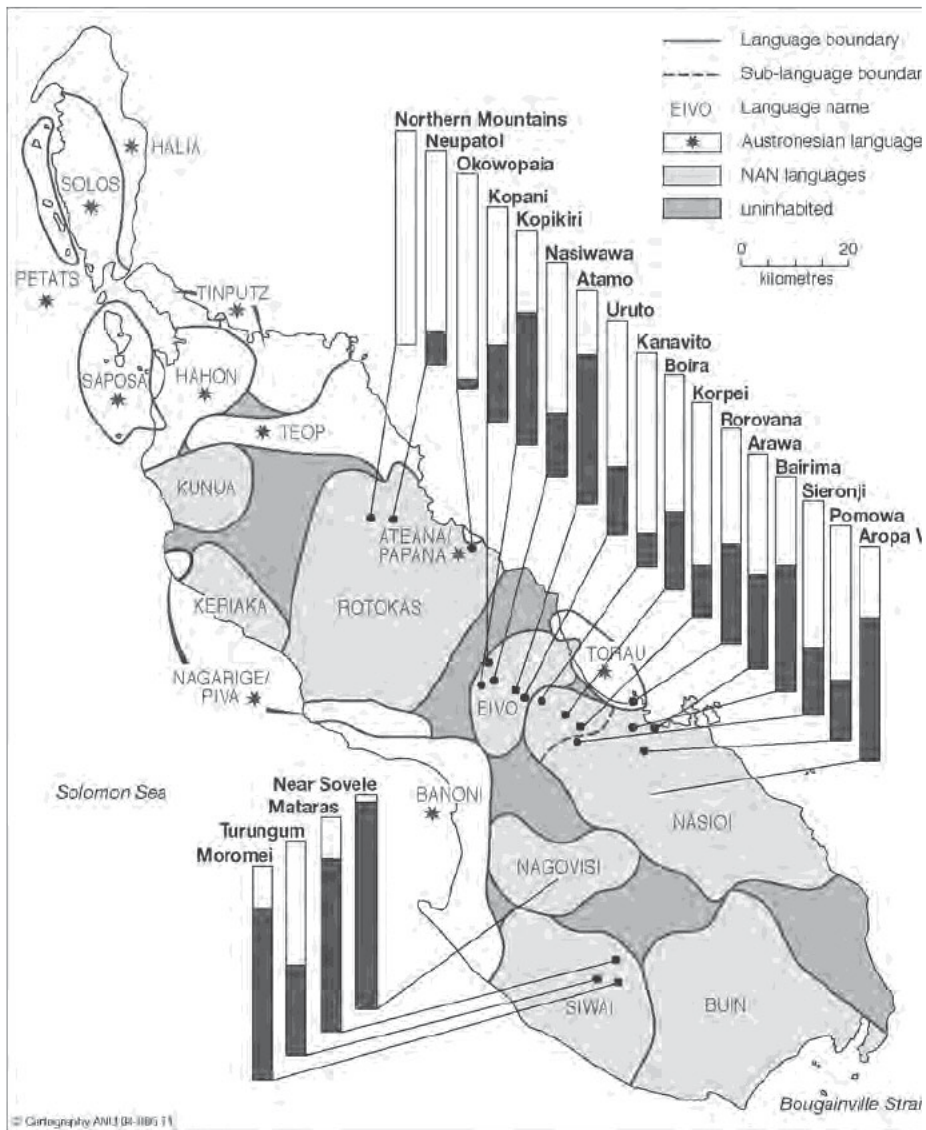 Language boundary
Sub-language boundar
EIVO Language name
Austronesian language
NAN languages
uninhabited
0 20
kilometres
Northern Mountains
Neupatol
Okowopaia
Kopani
Kopikiri
Nasiwawa
Atamo
Uruto
Kanavito
Boira
Korpei
Rorovana
Arawa
Bairima
Sieronji
Pomowa
Aropa V
HALIA
SOLOS
PETATS
TINPUTZ
SAPOSA
HAHON
TEOP
KUNUA
ATEANA/
PAPANA
KERIAKA
ROTOKAS
NAGARIGE/
PIVA
EIVO
TORAU
Solomon Sea
BANONI
NASIOI
NAGOVISI
Near Sovele
Mataras
Turungum
Moromei
SIWAI
BUIN
Bougainville Strai
© Cartography ANU